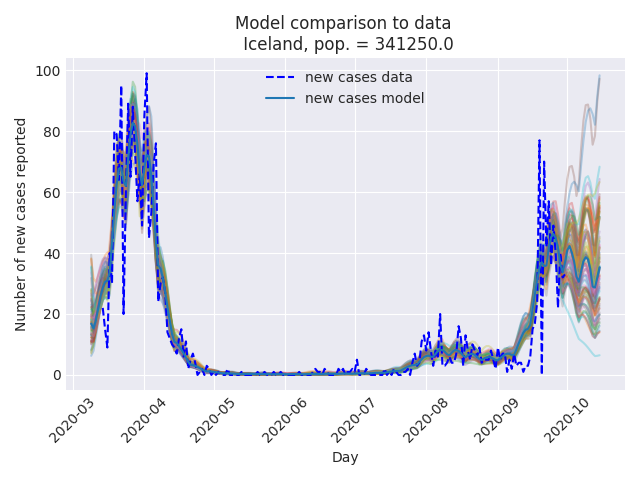 Model comparison to data
Iceland, pop. = 341250.0
new cases data
new cases model
Number of new cases reported
100
80
60
40
20
0
2020-03
2020-04
2020-05
2020-06
2020-07
2020-08
2020-09
2020-10
Day